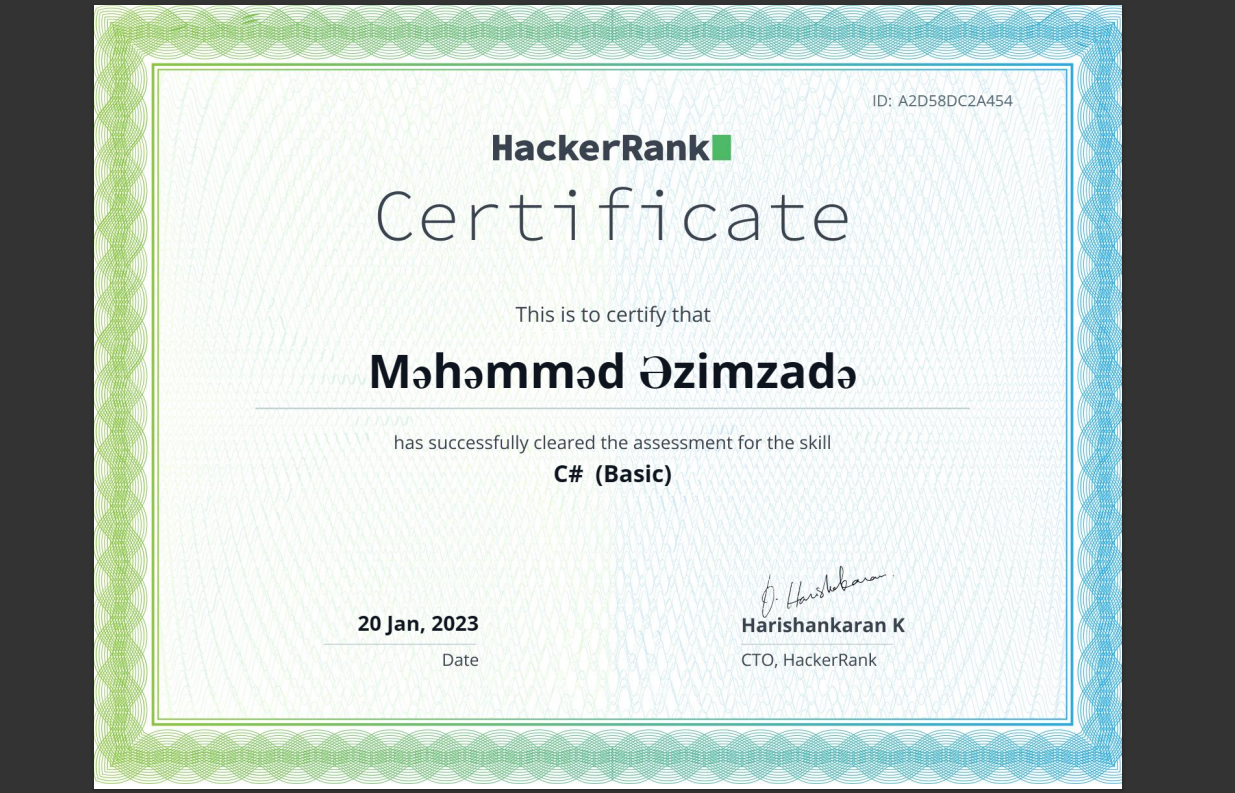 ID: A2D58DC2A454
HackerRank
Certificate
This is to certify that
Məhəmməd Əzimzadə
has successfully cleared the assessment for the skill
C# (Basic)
20 Jan, 2023
Date
Harishankaran
Harishankaran K
CTO, HackerRank